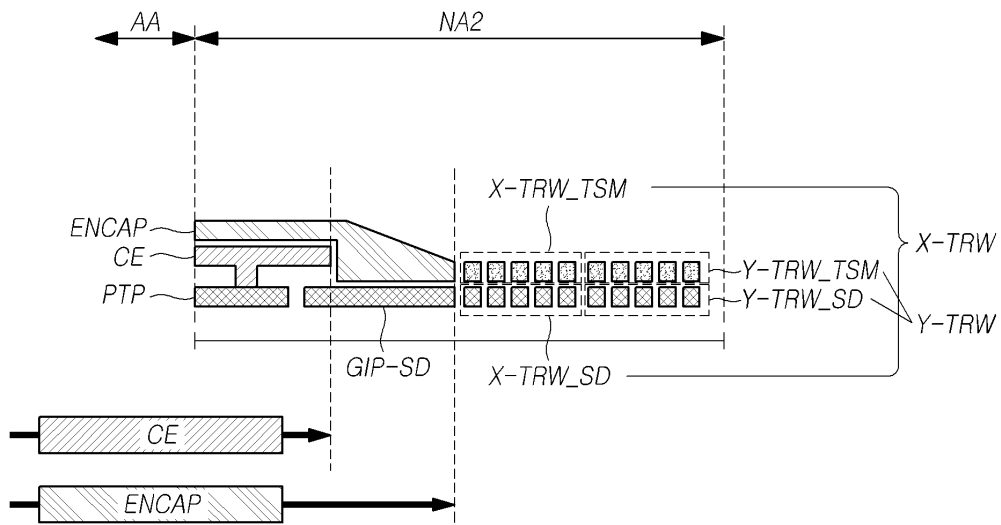 AA
NA2
X-TRW_TSM
ENCAP
CE
PTP
X-TRW
Y-TRW_TSM
Y-TRW_SD
Y-TRW
GIP-SD
X-TRW_SD
CE
ENCAP